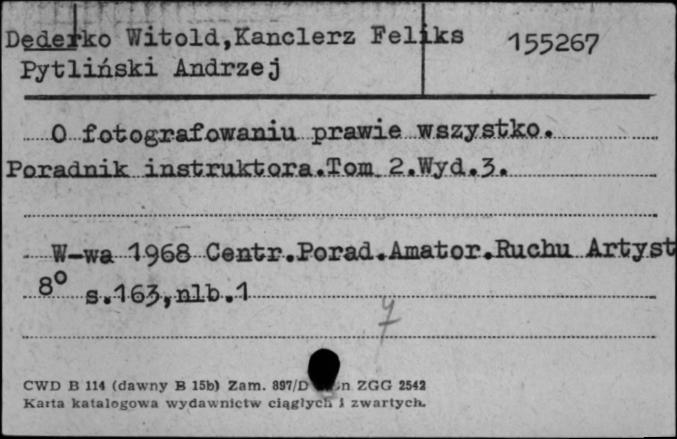 Dederko Witold,Kanclerz Feliks 155267
Pytliński Andrzej
O fotografowaniu prawie wszystko.
Poradnik instruktora.Tom 2.Wyd.3.
W-wa 1968 Centr.Porad.Amator.Ruchu Artyst
8° s.163,nlb.1
CWD B 114 (dawny B 15b) Zam. 897/D ZGG 2542
Karta katalogowa wydawnictw ciągłych i zwartych.